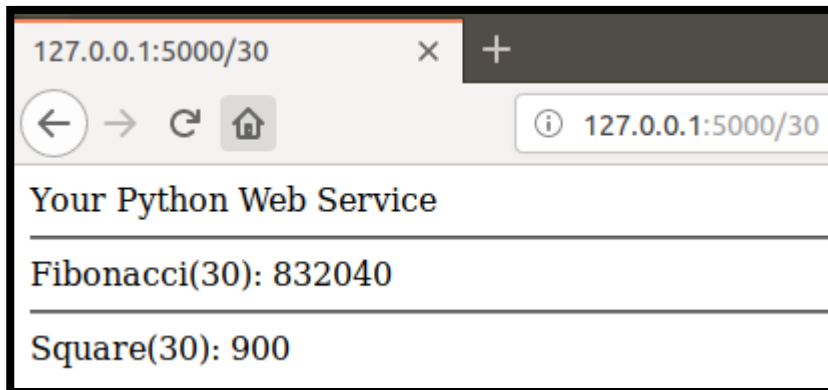 127.0.0.1:5000/30
127.0.0.1:5000/30
Your Python Web Service
Fibonacci(30): 832040
Square(30): 900